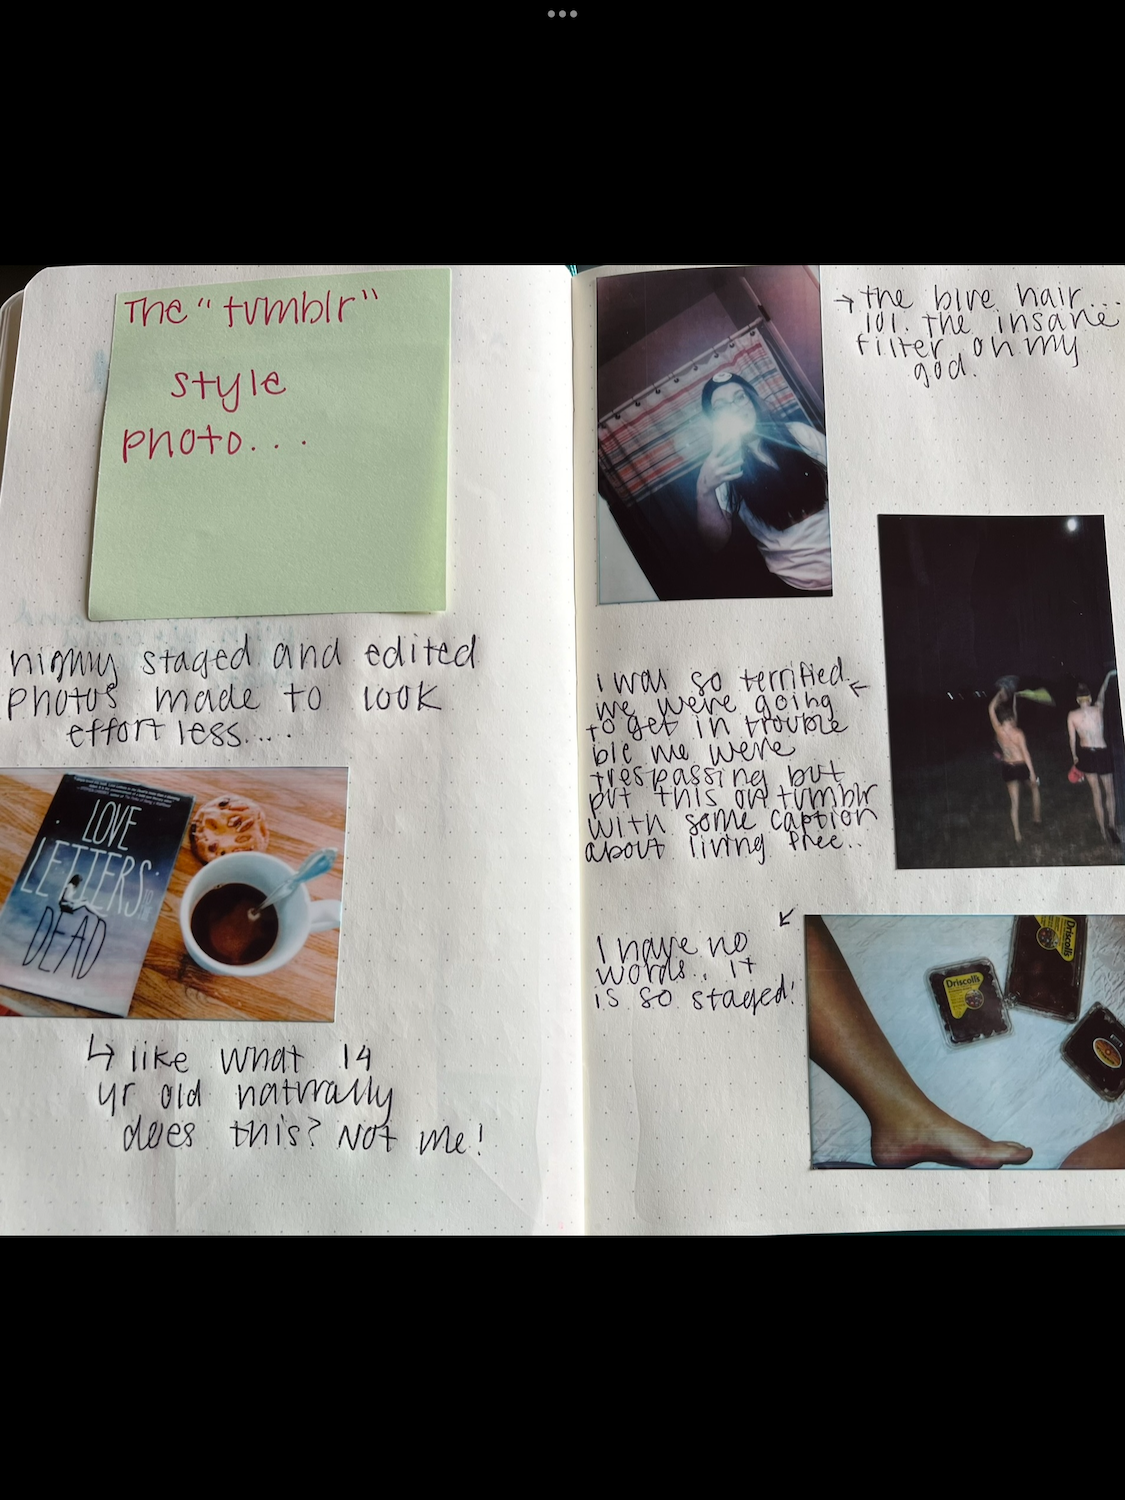 The "tumblr"
style
photo...
highly staged and edited
photos made to look
effortless....
LOVE
LETTERS
TO THE
DEAD
↳ like what 14
yr old naturally
does this? Not me!
→ the blue hair...
lol. the insane
filter oh my
god.
I was so terrified
we were going
to get in trouble
b/c we were
trespassing but
put this on tumblr
with some caption
about living free..
I have no
words.. it
is so staged!
Driscoll's
Driscoll's